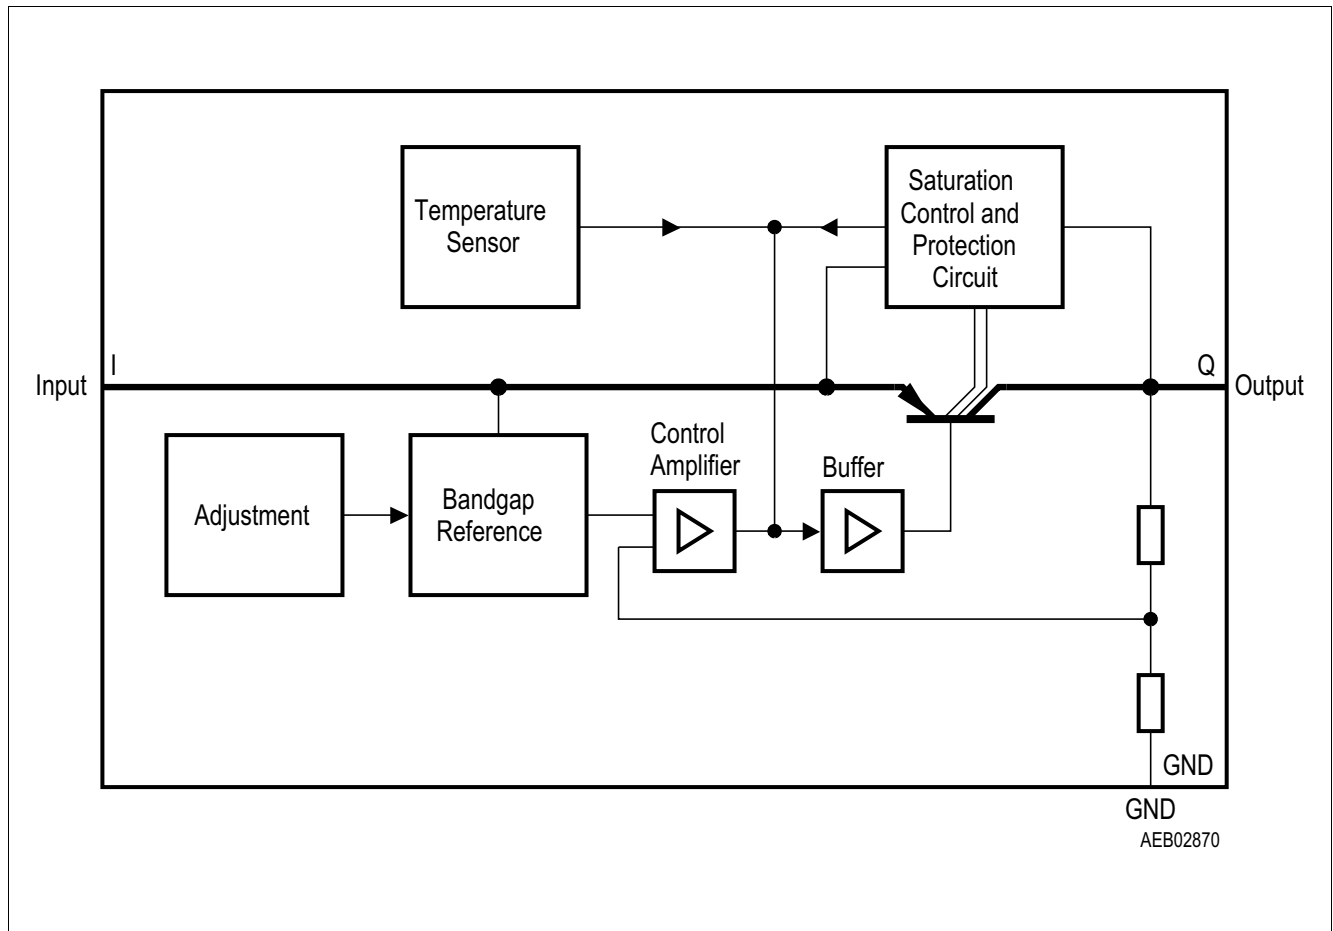 Temperature
Sensor
Saturation
Control and
Protection
Circuit
Input
I
Q
Output
Adjustment
Bandgap
Reference
Control
Amplifier
Buffer
GND
GND
AEB02870